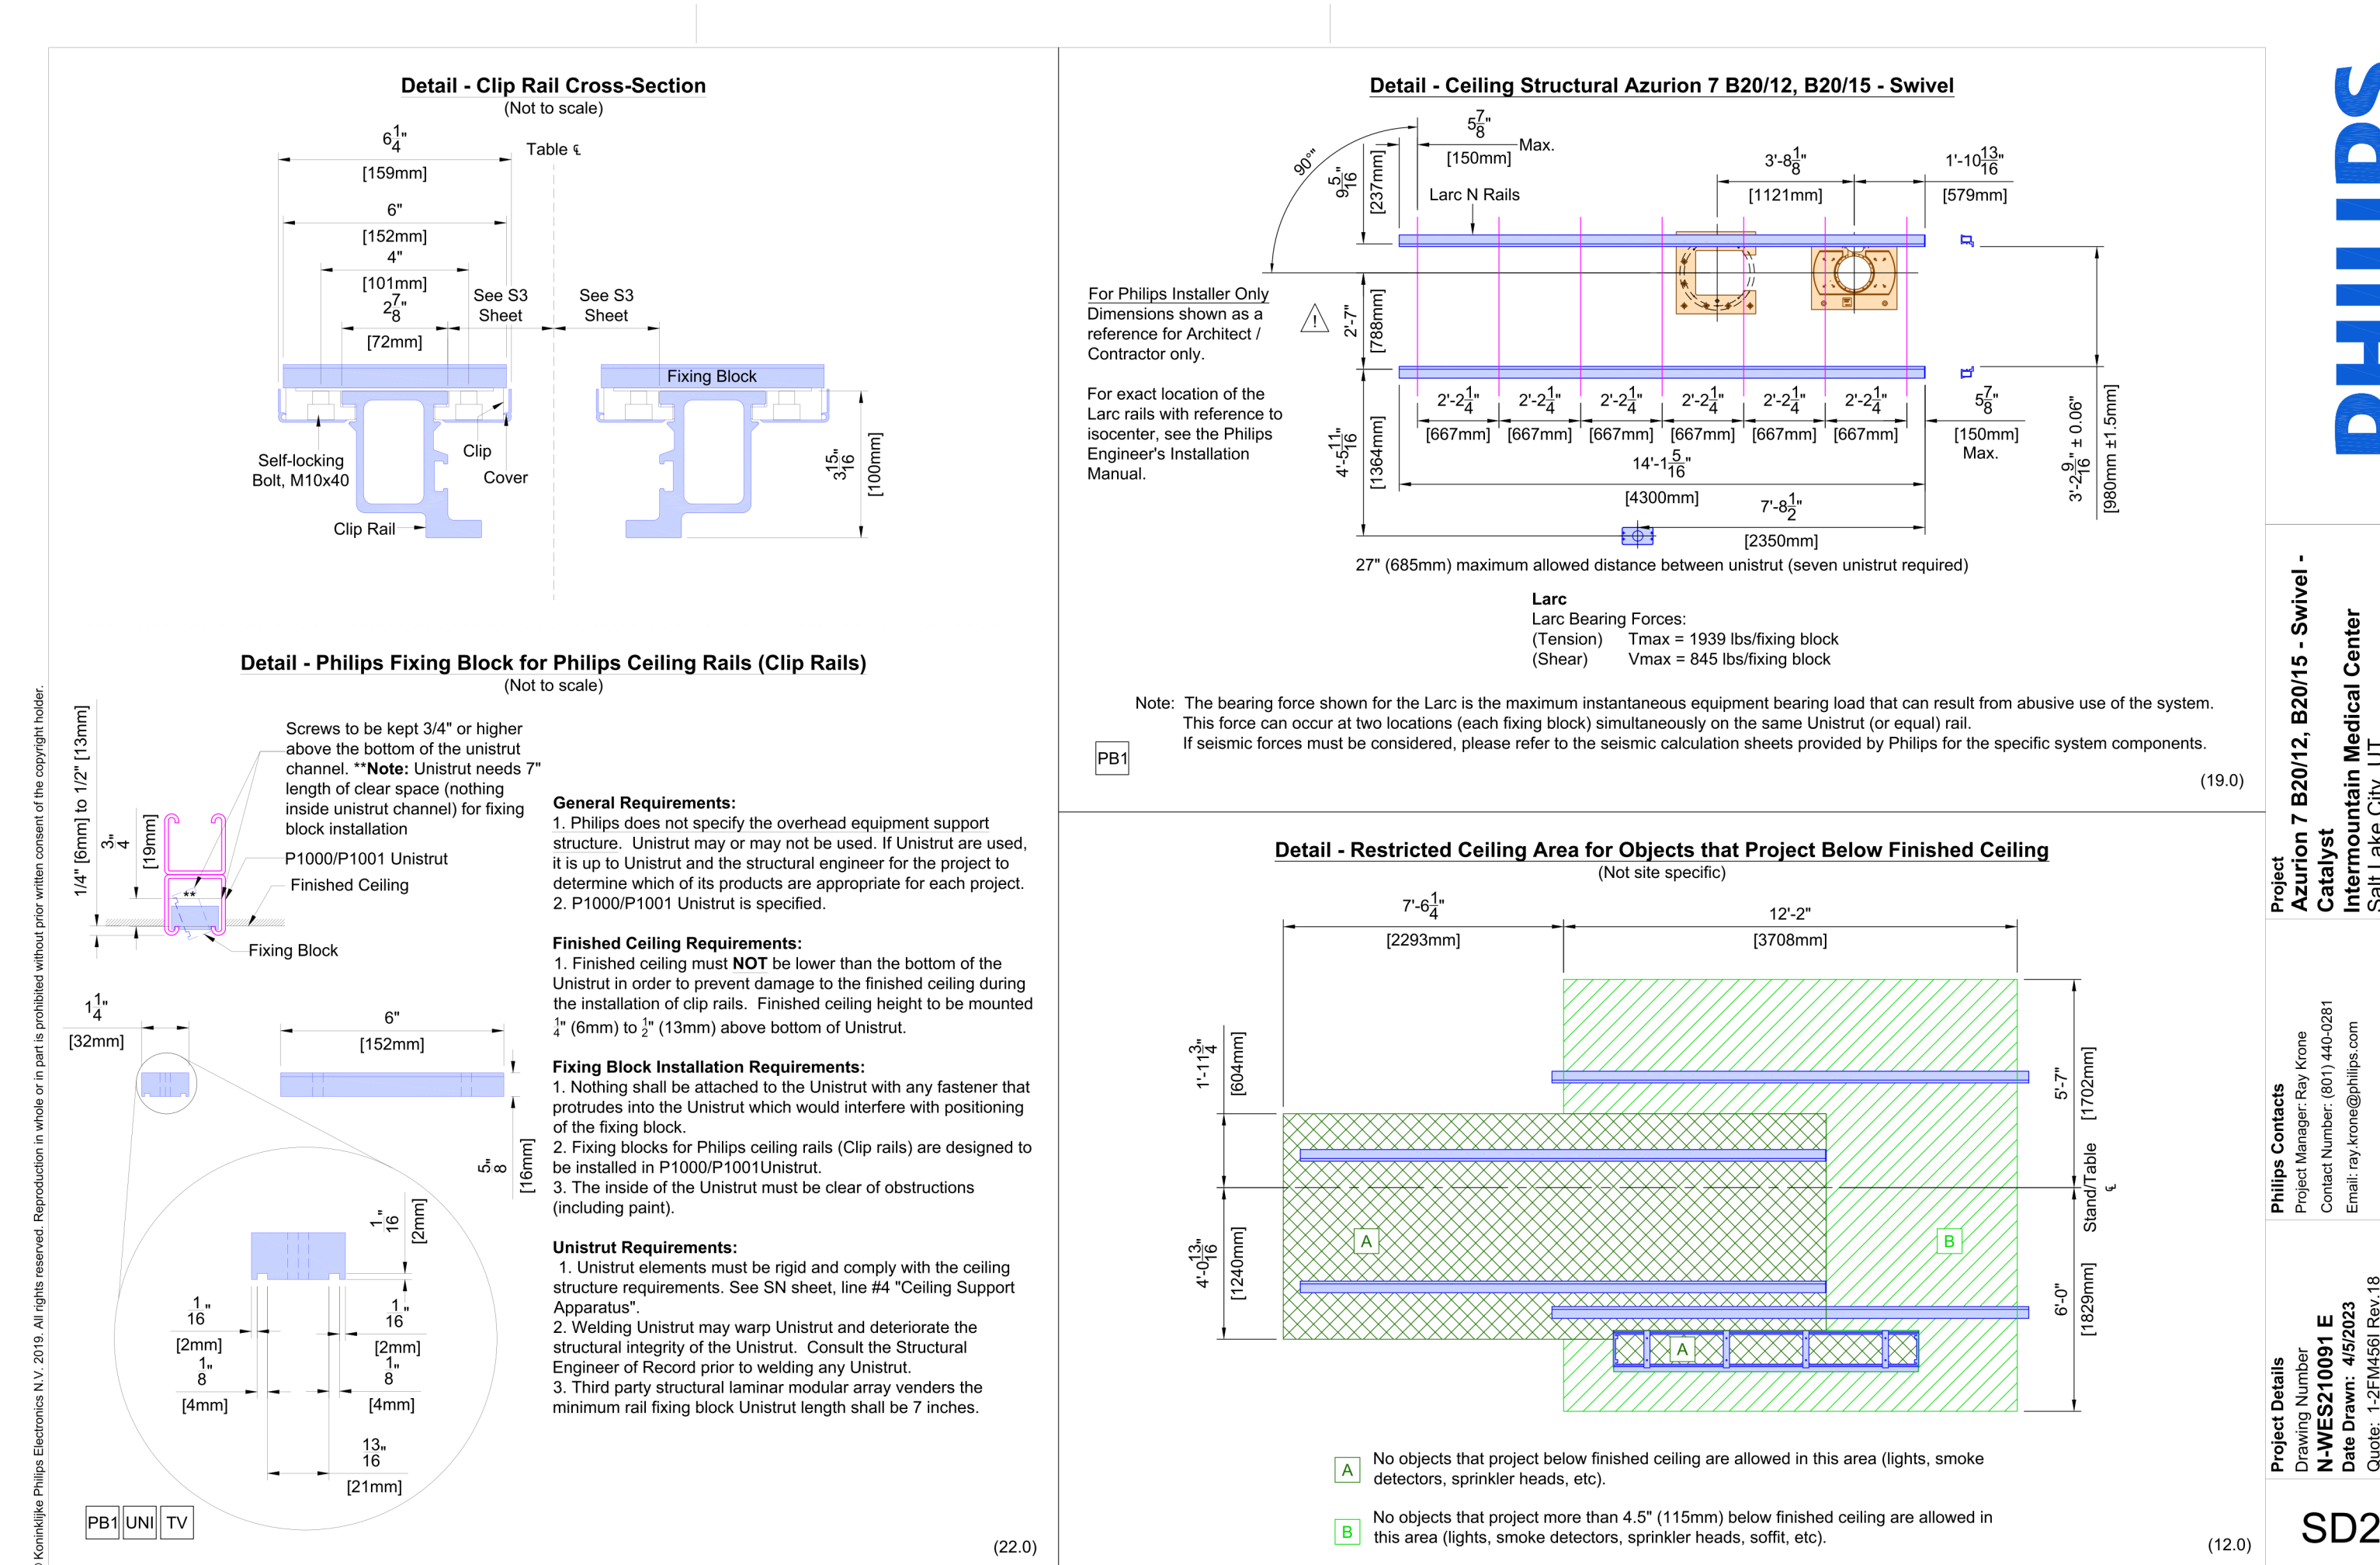 Detail - Clip Rail Cross-Section
(Not to scale)
6 1/4"
[159mm]
Table ℄
6"
[152mm]
4"
[101mm]
2 7/8"
[72mm]
See S3
Sheet
See S3
Sheet
Fixing Block
Self-locking
Bolt, M10x40
Clip
Cover
Clip Rail
3 15/16"
[100mm]
Detail - Philips Fixing Block for Philips Ceiling Rails (Clip Rails)
(Not to scale)
1/4" [6mm] to 1/2" [13mm]
3/4"
[19mm]
Screws to be kept 3/4" or higher
above the bottom of the unistrut
channel. **Note: Unistrut needs 7"
length of clear space (nothing
inside unistrut channel) for fixing
block installation
P1000/P1001 Unistrut
Finished Ceiling
**
Fixing Block
1 1/4"
[32mm]
6"
[152mm]
5/8"
[16mm]
1/16"
[2mm]
1/16"
[2mm]
1/8"
[4mm]
1/16"
[2mm]
1/8"
[4mm]
13/16"
[21mm]
PB1 UNI TV
General Requirements:
1. Philips does not specify the overhead equipment support
structure. Unistrut may or may not be used. If Unistrut are used,
it is up to Unistrut and the structural engineer for the project to
determine which of its products are appropriate for each project.
2. P1000/P1001 Unistrut is specified.
Finished Ceiling Requirements:
1. Finished ceiling must NOT be lower than the bottom of the
Unistrut in order to prevent damage to the finished ceiling during
the installation of clip rails. Finished ceiling height to be mounted
1/4" (6mm) to 1/2" (13mm) above bottom of Unistrut.
Fixing Block Installation Requirements:
1. Nothing shall be attached to the Unistrut with any fastener that
protrudes into the Unistrut which would interfere with positioning
of the fixing block.
2. Fixing blocks for Philips ceiling rails (Clip rails) are designed to
be installed in P1000/P1001Unistrut.
3. The inside of the Unistrut must be clear of obstructions
(including paint).
Unistrut Requirements:
1. Unistrut elements must be rigid and comply with the ceiling
structure requirements. See SN sheet, line #4 "Ceiling Support
Apparatus".
2. Welding Unistrut may warp Unistrut and deteriorate the
structural integrity of the Unistrut. Consult the Structural
Engineer of Record prior to welding any Unistrut.
3. Third party structural laminar modular array venders the
minimum rail fixing block Unistrut length shall be 7 inches.
(22.0)
Koninklijke Philips Electronics N.V. 2019. All rights reserved. Reproduction in whole or in part is prohibited without prior written consent of the copyright holder.
Detail - Ceiling Structural Azurion 7 B20/12, B20/15 - Swivel
90°"
5 7/8"
[150mm]
Max.
9 5/16"
[237mm]
Larc N Rails
3'-8 1/8"
[1121mm]
1'-10 13/16"
[579mm]
For Philips Installer Only
Dimensions shown as a
reference for Architect /
Contractor only.
For exact location of the
Larc rails with reference to
isocenter, see the Philips
Engineer's Installation
Manual.
!
2'-7"
[788mm]
4'-5 11/16"
[1364mm]
2'-2 1/4" 2'-2 1/4" 2'-2 1/4" 2'-2 1/4" 2'-2 1/4" 2'-2 1/4"
[667mm] [667mm] [667mm] [667mm] [667mm] [667mm]
5 7/8"
[150mm]
Max.
14'-1 5/16"
[4300mm]
7'-8 1/2"
[2350mm]
3'-2 9/16" ± 0.06"
[980mm ±1.5mm]
27" (685mm) maximum allowed distance between unistrut (seven unistrut required)
Larc
Larc Bearing Forces:
(Tension) Tmax = 1939 lbs/fixing block
(Shear) Vmax = 845 lbs/fixing block
Note: The bearing force shown for the Larc is the maximum instantaneous equipment bearing load that can result from abusive use of the system.
This force can occur at two locations (each fixing block) simultaneously on the same Unistrut (or equal) rail.
If seismic forces must be considered, please refer to the seismic calculation sheets provided by Philips for the specific system components.
PB1
(19.0)
Detail - Restricted Ceiling Area for Objects that Project Below Finished Ceiling
(Not site specific)
7'-6 1/4"
[2293mm]
12'-2"
[3708mm]
1'-11 3/4"
[604mm]
4'-0 13/16"
[1240mm]
5'-7"
[1702mm]
Stand/Table
℄
6'-0"
[1829mm]
A
B
A
A No objects that project below finished ceiling are allowed in this area (lights, smoke
detectors, sprinkler heads, etc).
B No objects that project more than 4.5" (115mm) below finished ceiling are allowed in
this area (lights, smoke detectors, sprinkler heads, soffit, etc).
(12.0)
PHILIPS
Project
Azurion 7 B20/12, B20/15 - Swivel -
Catalyst
Intermountain Medical Center
Salt Lake City, UT
Philips Contacts
Project Manager: Ray Krone
Contact Number: (801) 440-0281
Email: ray.krone@philips.com
Project Details
Drawing Number
N-WES210091 E
Date Drawn: 4/5/2023
Quote: 1-2FM456I Rev.18
SD2